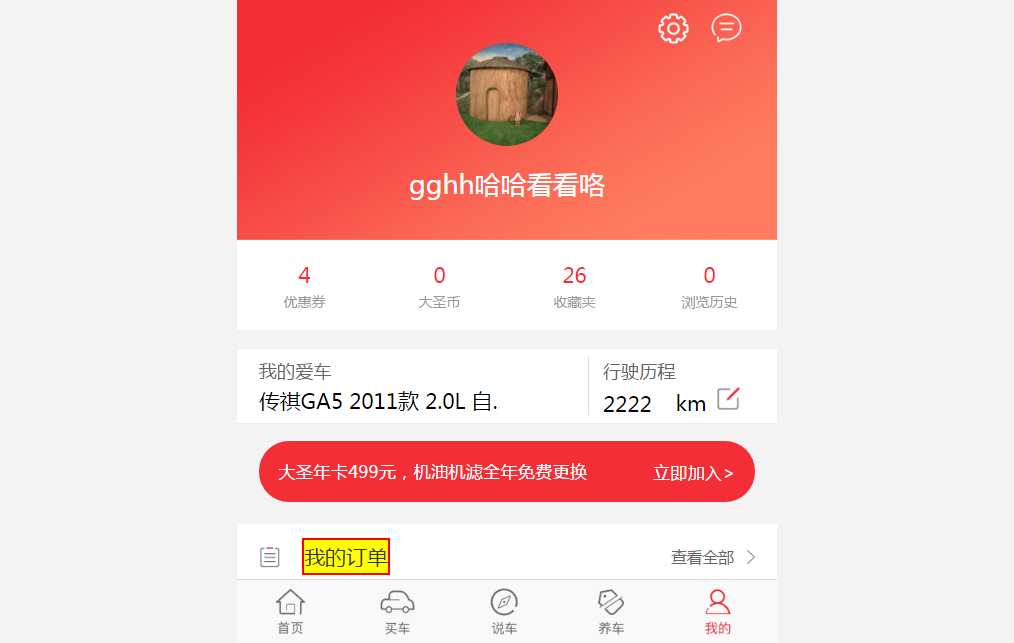 gghh哈哈看看咯
4 0 26 0
优惠券 大圣币 收藏夹 浏览历史
我的爱车 行驶历程
传祺GA5 2011款 2.0L 自. 2222 km
大圣年卡499元，机油机滤全年免费更换 立即加入>
我的订单 查看全部
首页 买车 说车 养车 我的